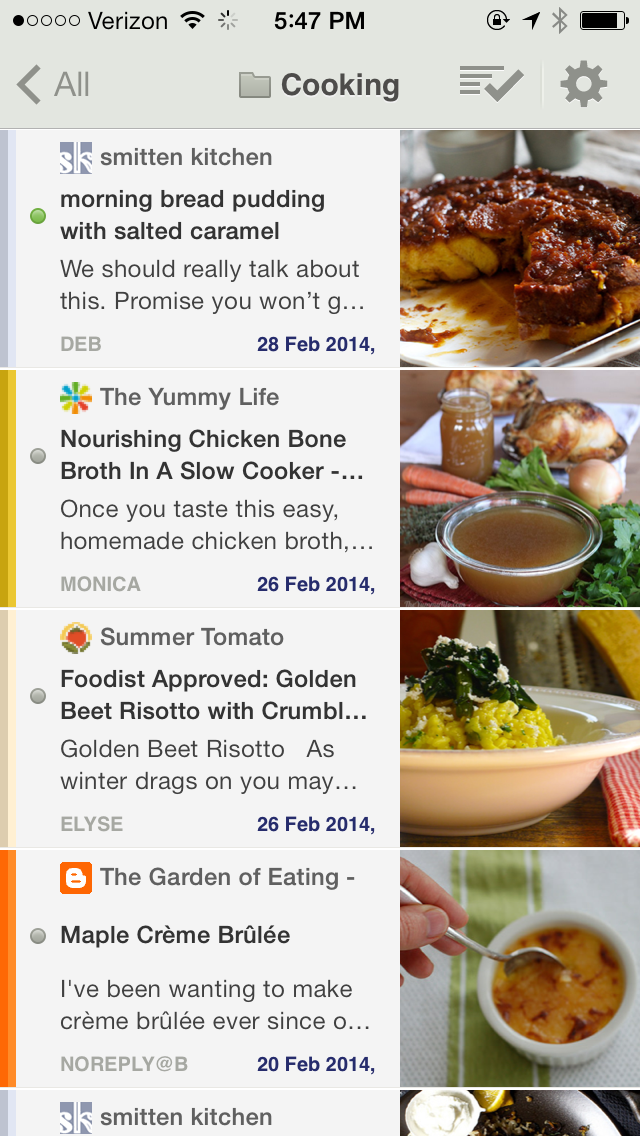 Verizon 5:47 PM
All Cooking
sk smitten kitchen
morning bread pudding
with salted caramel
We should really talk about
this. Promise you won’t g…
DEB 28 Feb 2014,
The Yummy Life
Nourishing Chicken Bone
Broth In A Slow Cooker -…
Once you taste this easy,
homemade chicken broth,…
MONICA 26 Feb 2014,
Summer Tomato
Foodist Approved: Golden
Beet Risotto with Crumbl…
Golden Beet Risotto As
winter drags on you may…
ELYSE 26 Feb 2014,
The Garden of Eating -
Maple Crème Brûlée
I've been wanting to make
crème brûlée ever since o…
NOREPLY@B 20 Feb 2014,
sk smitten kitchen